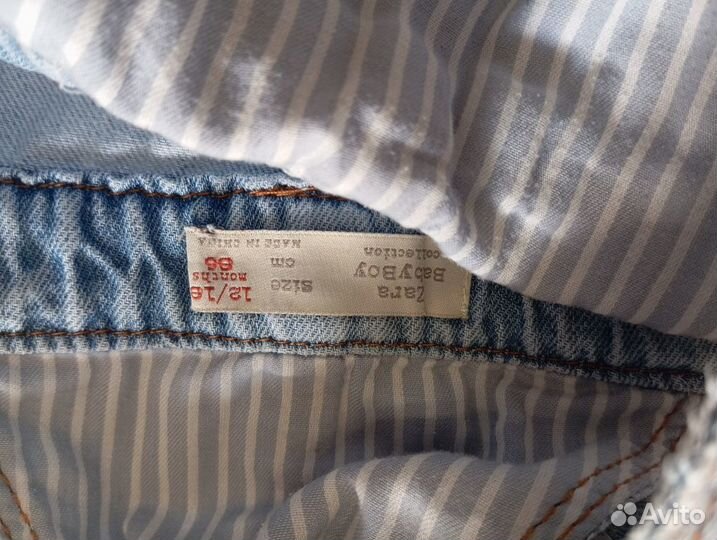 Zara
BabyBoy
collection
size
cm
12/18
months
86
MADE IN CHINA
Avito